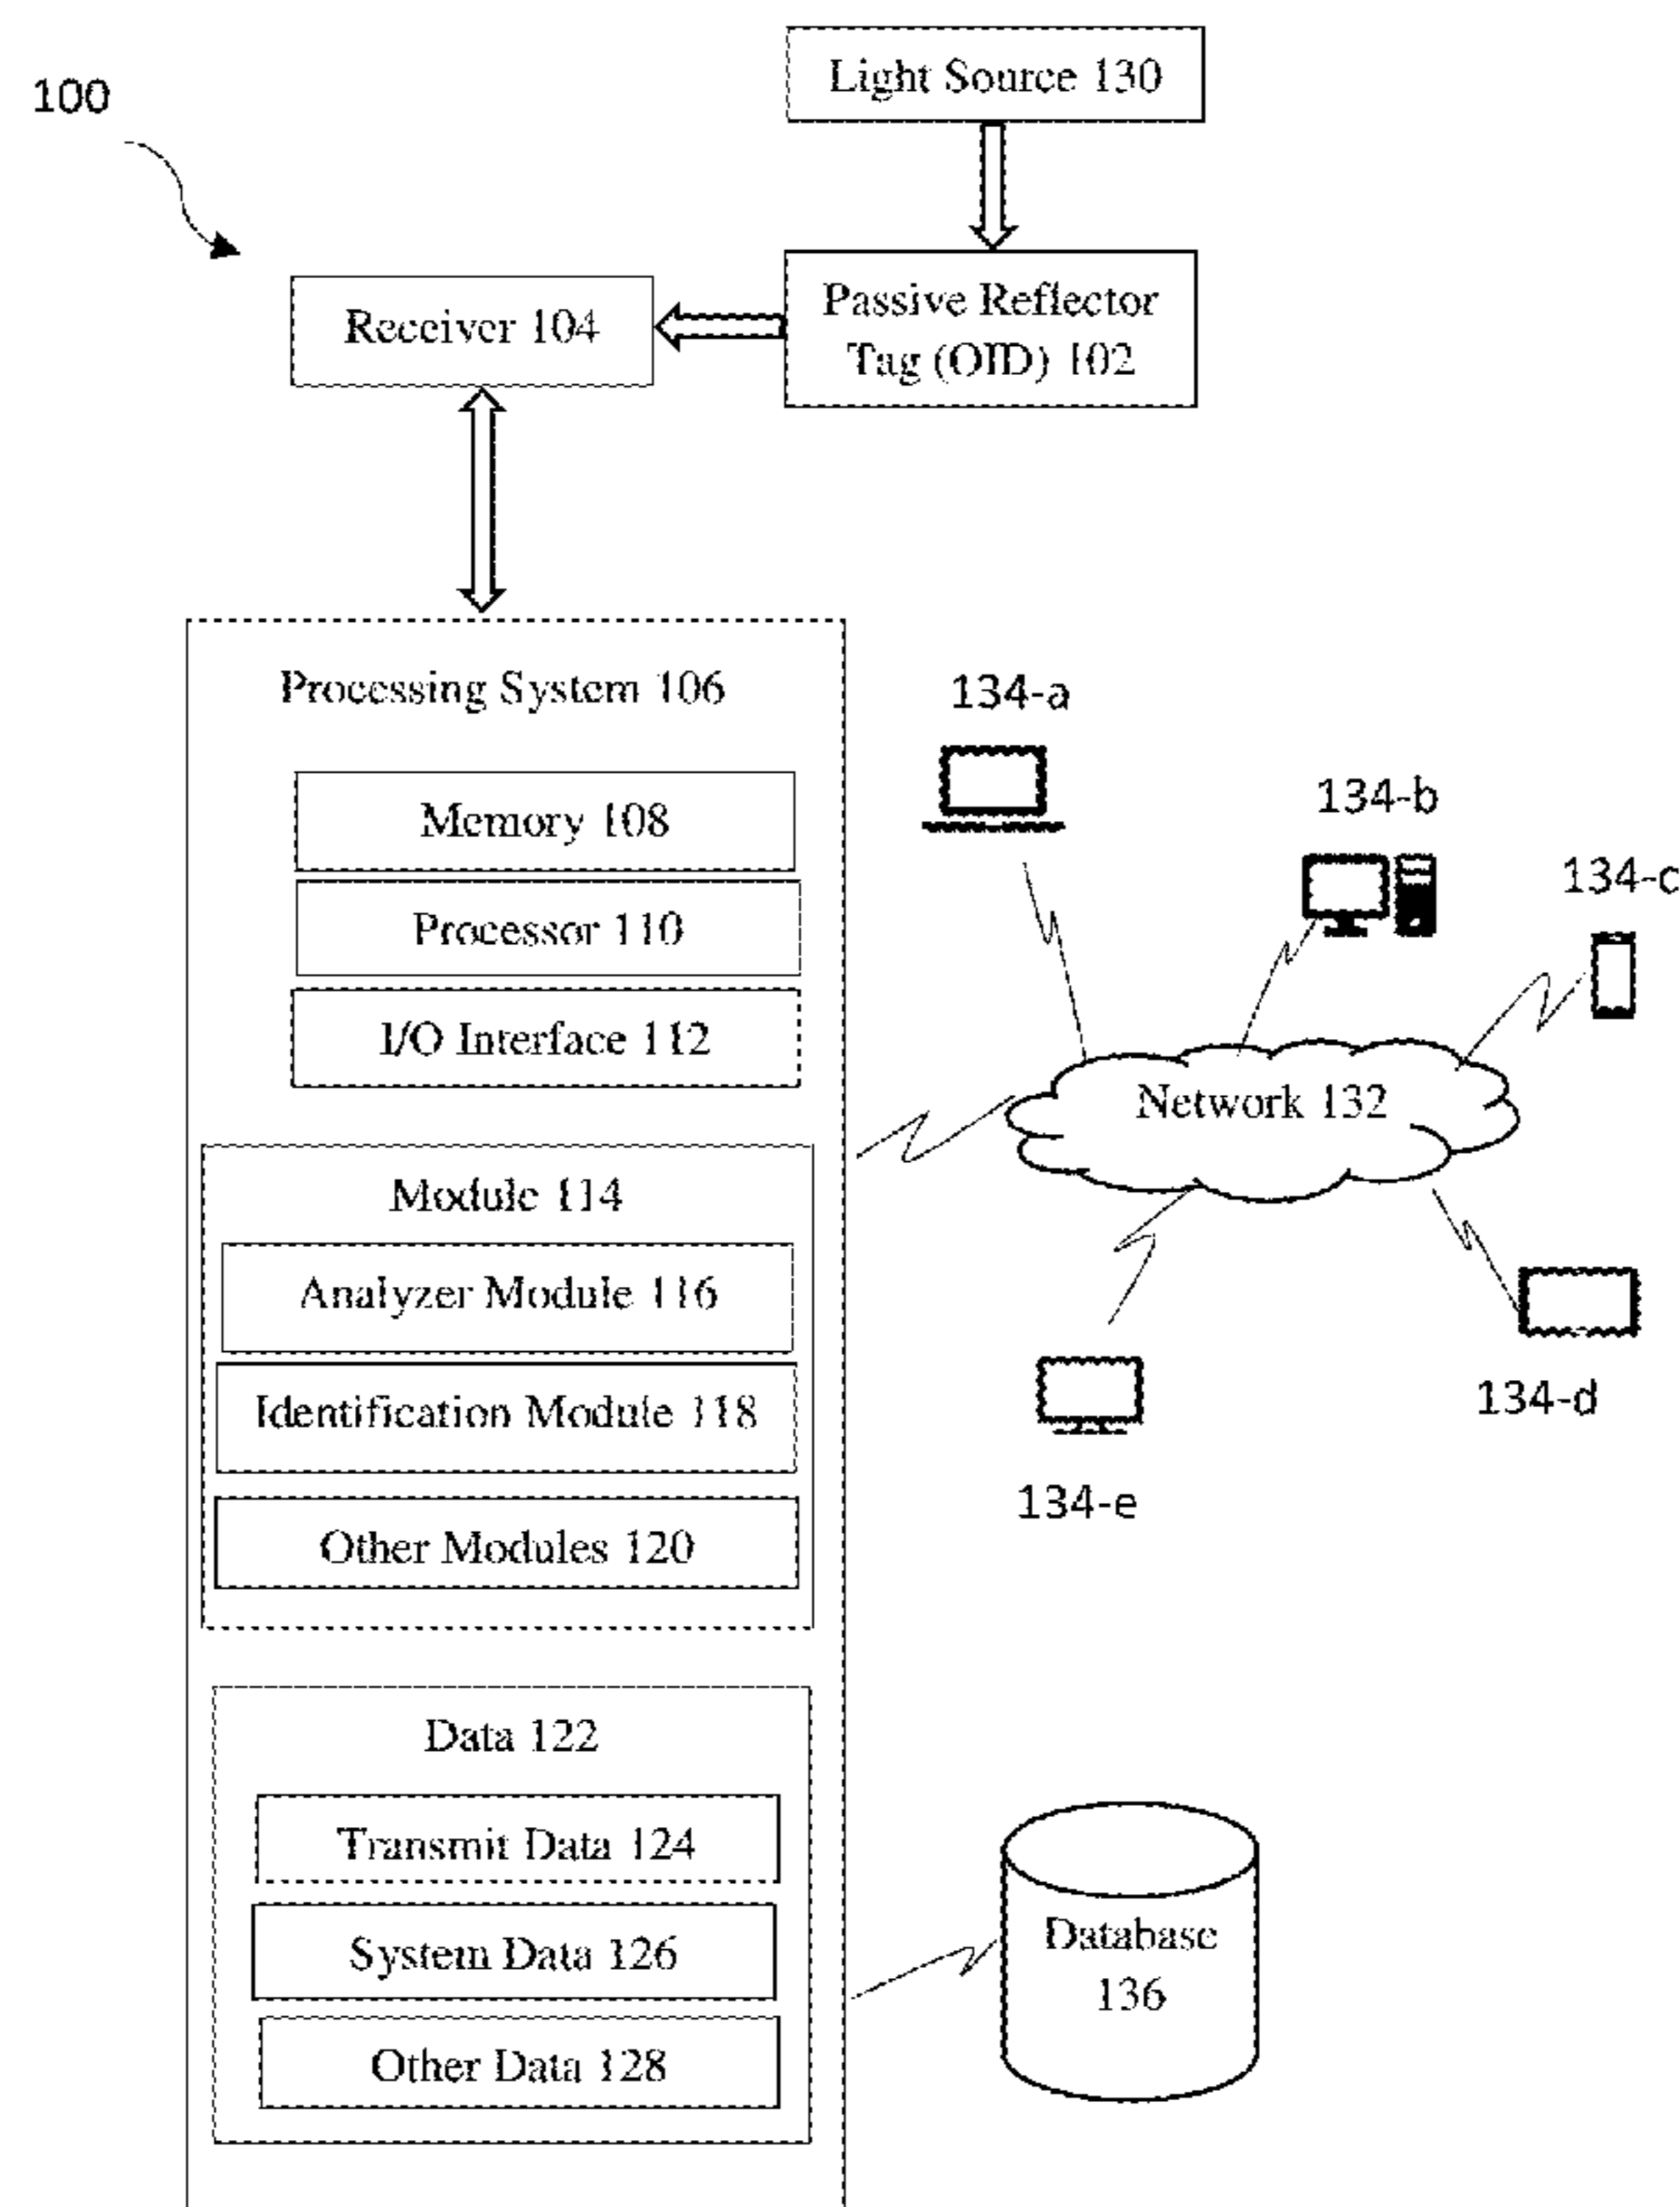 100
Light Source 130
Receiver 104
Passive Reflector
Tag (OID) 102
Processing System 106
Memory 108
Processor 110
I/O Interface 112
Module 114
Analyzer Module 116
Identification Module 118
Other Modules 120
Data 122
Transmit Data 124
System Data 126
Other Data 128
134-a
134-b
134-c
Network 132
134-d
134-e
Database
136